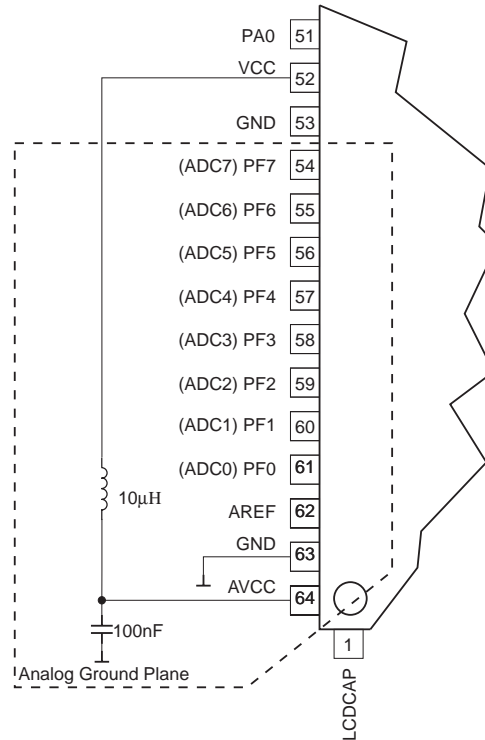 PA0 51
VCC 52
GND 53
(ADC7) PF7 54
(ADC6) PF6 55
(ADC5) PF5 56
(ADC4) PF4 57
(ADC3) PF3 58
(ADC2) PF2 59
(ADC1) PF1 60
(ADC0) PF0 61
10μH
AREF 62
GND 63
AVCC 64
100nF
1
Analog Ground Plane
LCDCAP